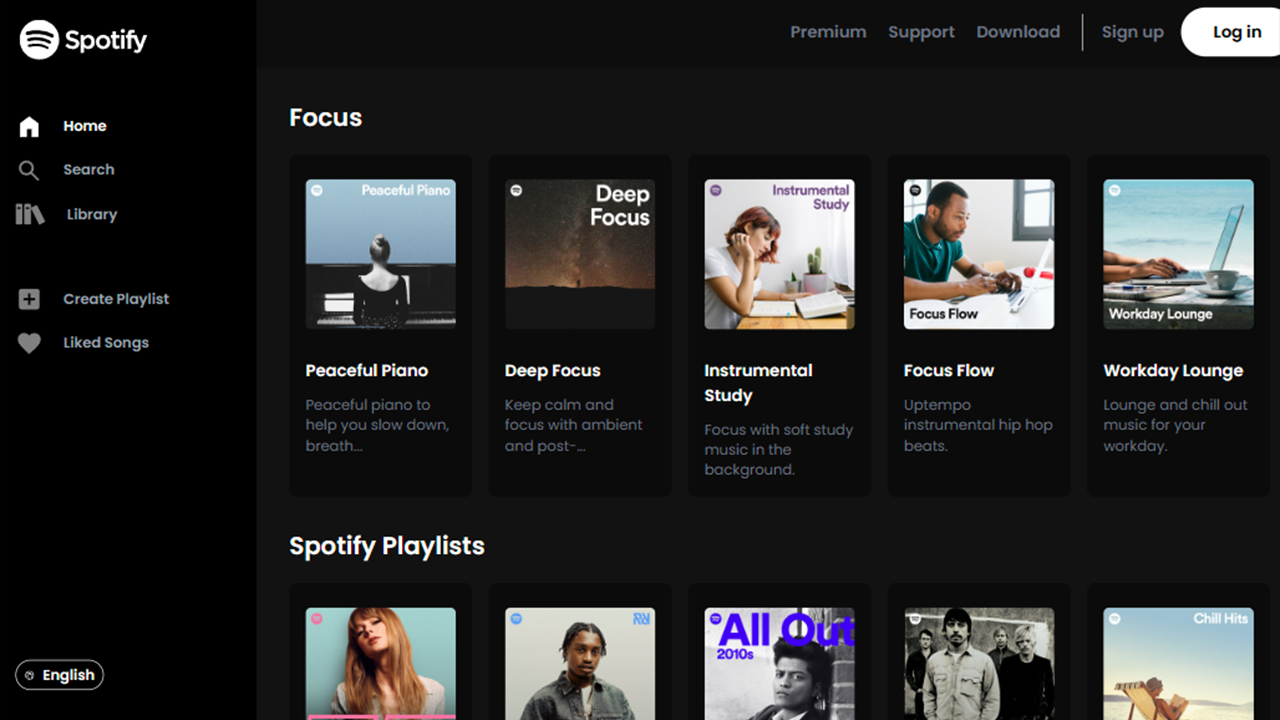 Spotify
Premium
Support
Download
Sign up
Log in
Home
Search
Library
Create Playlist
Liked Songs
English
Focus
Peaceful Piano
Peaceful Piano
Peaceful piano to
help you slow down,
breath...
Deep
Focus
Deep Focus
Keep calm and
focus with ambient
and post-...
Instrumental
Study
Instrumental
Study
Focus with soft study
music in the
background.
Focus Flow
Focus Flow
Uptempo
instrumental hip hop
beats.
Workday Lounge
Workday Lounge
Lounge and chill out
music for your
workday.
Spotify Playlists
All Out
2010s
Chill Hits